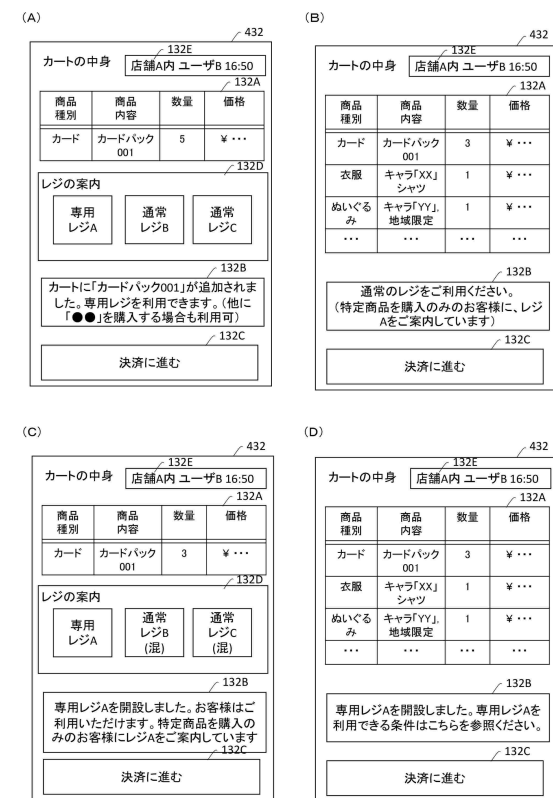 (A)
432
132E
カートの中身
店舗A内 ユーザB 16:50
132A
商品
種別
商品
内容
数量
価格
カード
カードパック
001
5
¥ ・・・
132D
レジの案内
専用
レジA
通常
レジB
通常
レジC
132B
カートに「カードパック001」が追加されま
した。専用レジを利用できます。(他に
「●●」を購入する場合も利用可)
132C
決済に進む
(B)
432
132E
カートの中身
店舗A内 ユーザB 16:50
132A
商品
種別
商品
内容
数量
価格
カード
カードパック
001
3
¥ ・・・
衣服
キャラ「XX」
シャツ
1
¥ ・・・
ぬいぐる
み
キャラ「YY」,
地域限定
1
¥ ・・・
・・・
・・・
・・・
・・・
132B
通常のレジをご利用ください。
(特定商品を購入のみのお客様に、レジ
Aをご案内しています)
132C
決済に進む
(C)
432
132E
カートの中身
店舗A内 ユーザB 16:50
132A
商品
種別
商品
内容
数量
価格
カード
カードパック
001
3
¥ ・・・
132D
レジの案内
専用
レジA
通常
レジB
(混)
通常
レジC
(混)
132B
専用レジAを開設しました。お客様はご
利用いただけます。特定商品を購入の
みのお客様にレジAをご案内しています
132C
決済に進む
(D)
432
132E
カートの中身
店舗A内 ユーザB 16:50
132A
商品
種別
商品
内容
数量
価格
カード
カードパック
001
3
¥ ・・・
衣服
キャラ「XX」
シャツ
1
¥ ・・・
ぬいぐる
み
キャラ「YY」,
地域限定
1
¥ ・・・
・・・
・・・
・・・
・・・
132B
専用レジAを開設しました。専用レジAを
利用できる条件はこちらを参照ください。
132C
決済に進む